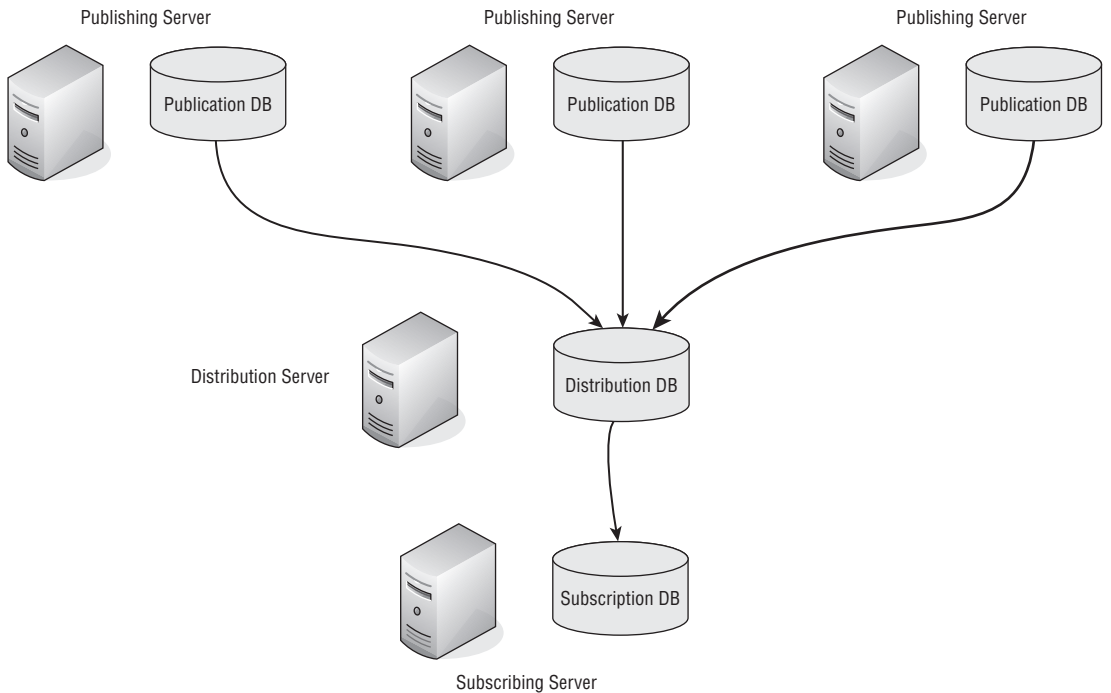 Publishing Server
Publishing Server
Publishing Server
Publication DB
Publication DB
Publication DB
Distribution Server
Distribution DB
Subscription DB
Subscribing Server